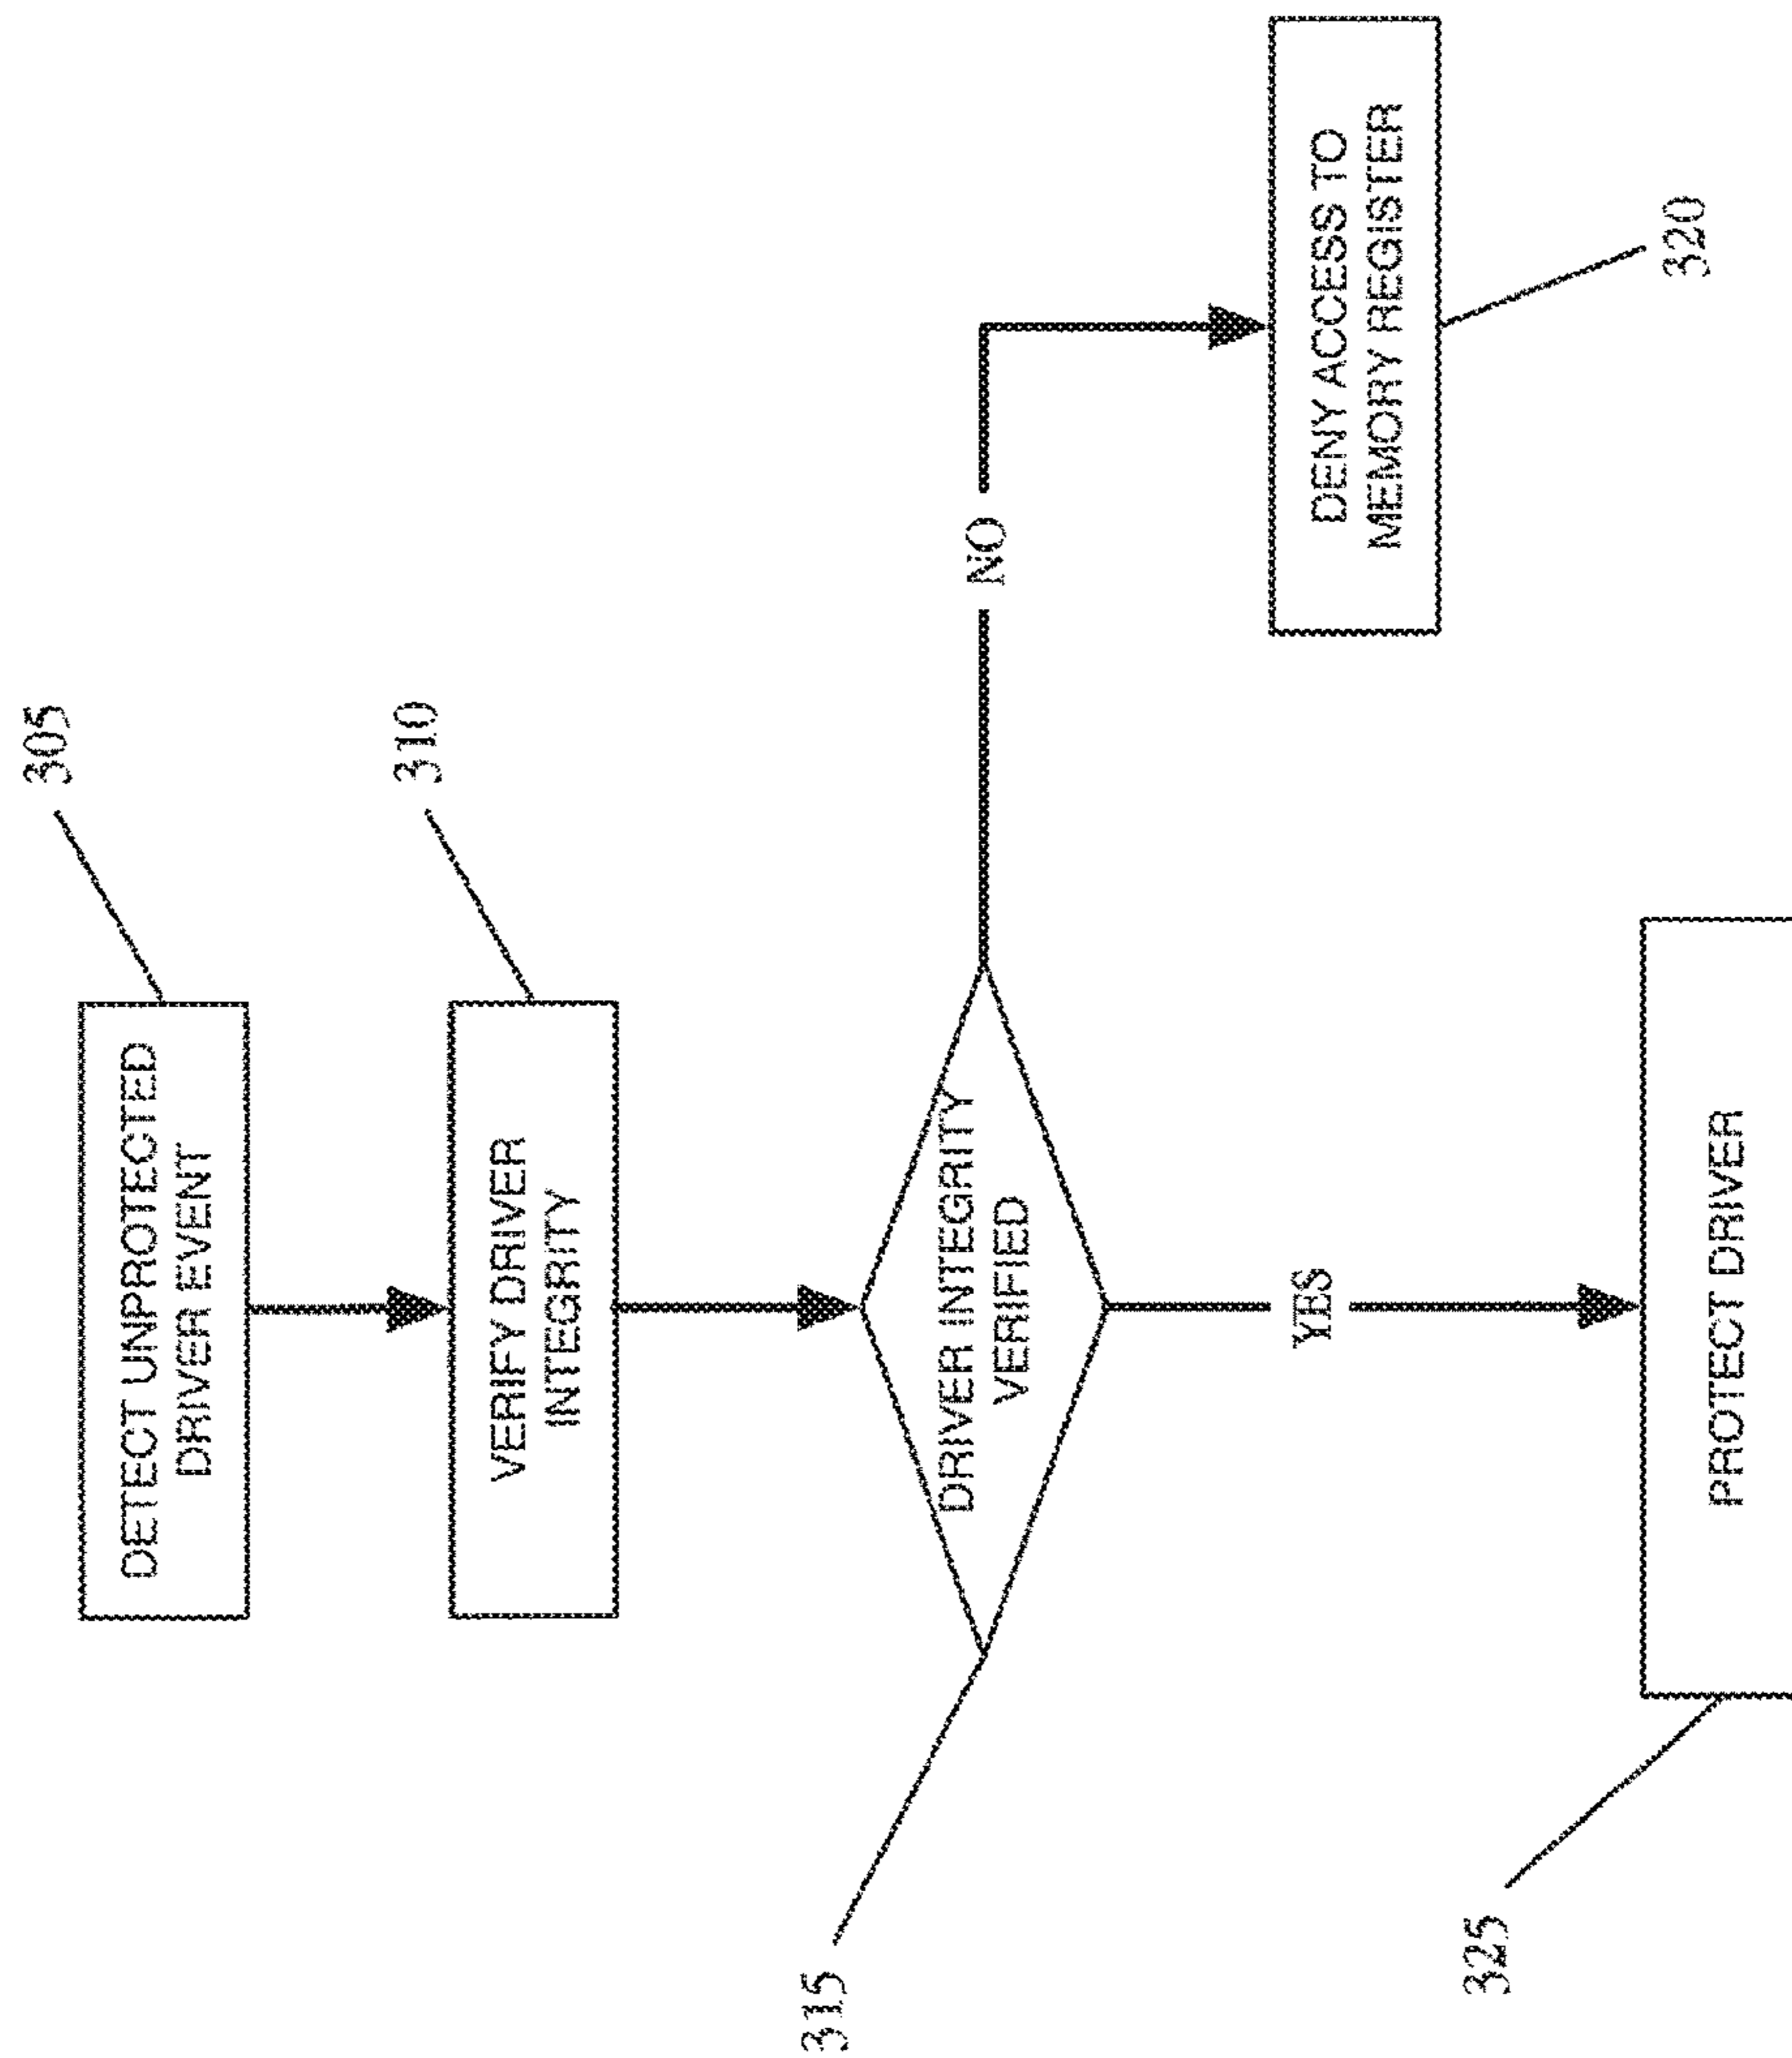 305
DETECT UNPROTECTED
DRIVER EVENT
310
VERIFY DRIVER
INTEGRITY
315
DRIVER INTEGRITY
VERIFIED
NO
DENY ACCESS TO
MEMORY REGISTER
320
YES
325
PROTECT DRIVER